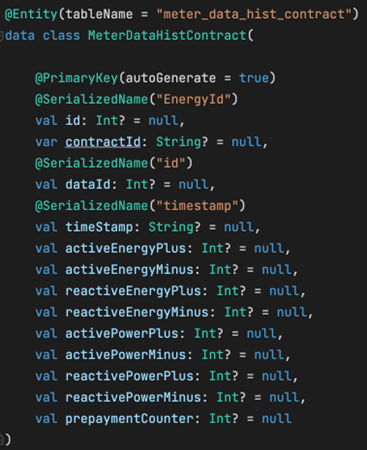 @Entity(tableName = "meter_data_hist_contract")
data class MeterDataHistContract(
@PrimaryKey(autoGenerate = true)
@SerializedName("EnergyId")
val id: Int? = null,
var contractId: String? = null,
@SerializedName("id")
val dataId: Int? = null,
@SerializedName("timestamp")
val timeStamp: String? = null,
val activeEnergyPlus: Int? = null,
val activeEnergyMinus: Int? = null,
val reactiveEnergyPlus: Int? = null,
val reactiveEnergyMinus: Int? = null,
val activePowerPlus: Int? = null,
val activePowerMinus: Int? = null,
val reactivePowerPlus: Int? = null,
val reactivePowerMinus: Int? = null,
val prepaymentCounter: Int? = null
)